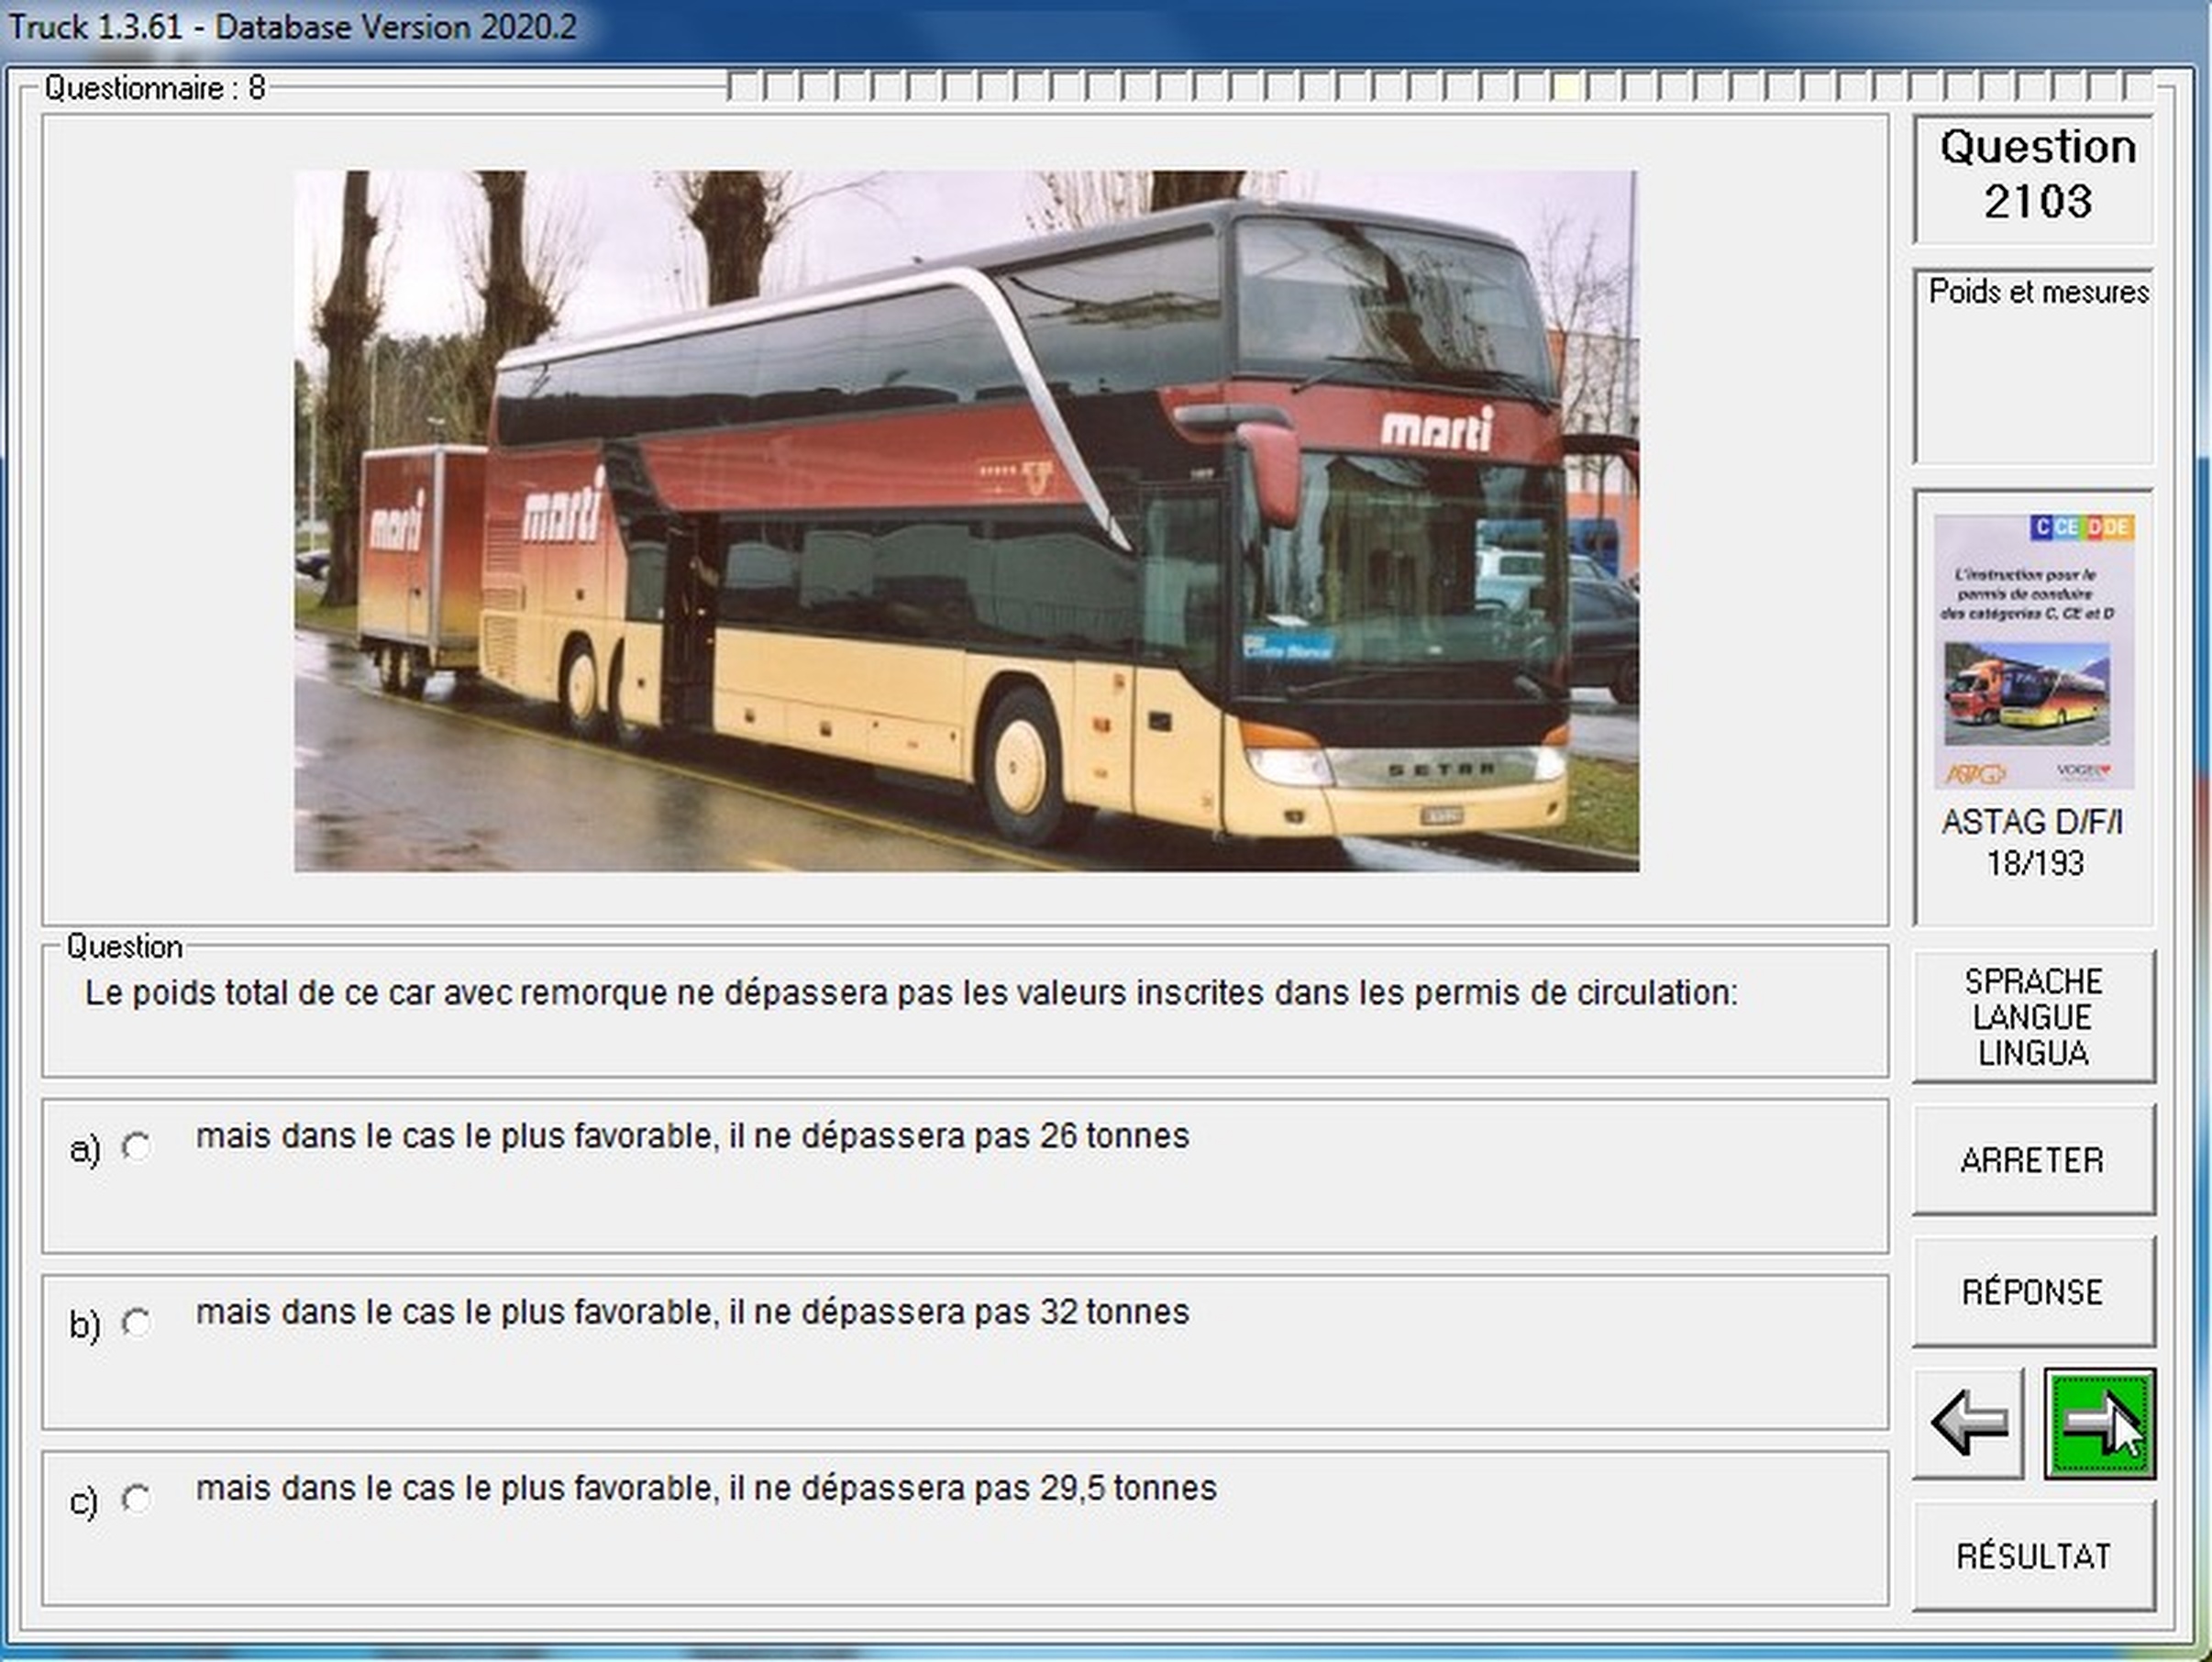 Truck 1.3.61 - Database Version 2020.2
Questionnaire : 8
marti
marti
marti
SETRA
Question
2103
Poids et mesures
C CE D DE
L'instruction pour le
permis de conduire
des catégories C, CE et D
ASTAG
VOGEL
ASTAG D/F/I
18/193
Question
Le poids total de ce car avec remorque ne dépassera pas les valeurs inscrites dans les permis de circulation:
a) mais dans le cas le plus favorable, il ne dépassera pas 26 tonnes
b) mais dans le cas le plus favorable, il ne dépassera pas 32 tonnes
c) mais dans le cas le plus favorable, il ne dépassera pas 29,5 tonnes
SPRACHE
LANGUE
LINGUA
ARRETER
RÉPONSE
RÉSULTAT